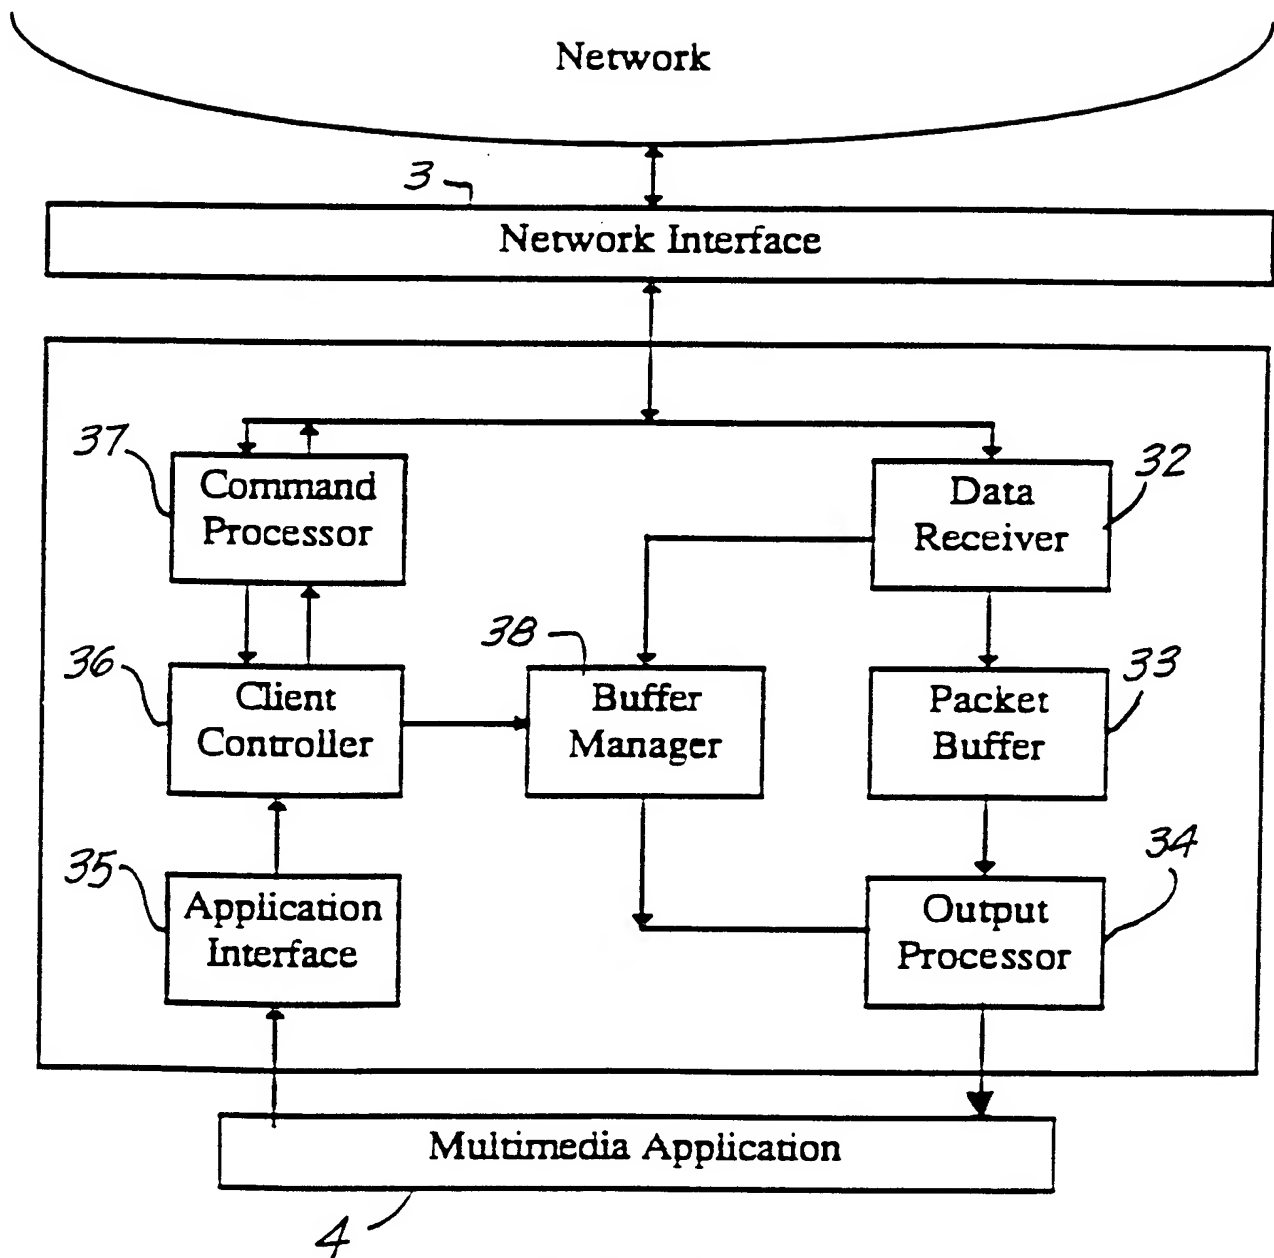 Network
3
Network Interface
37
Command
Processor
32
Data
Receiver
36
Client
Controller
38
Buffer
Manager
33
Packet
Buffer
35
Application
Interface
34
Output
Processor
Multimedia Application
4